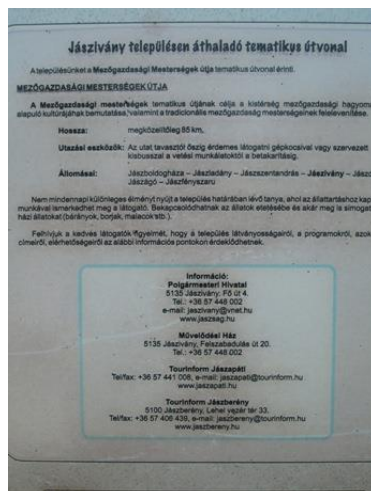 Jászivány településen áthaladó tematikus útvonal
A településünket a Mezőgazdasági Mesterségek útja tematikus útvonal érinti.
MEZŐGAZDASÁGI MESTERSÉGEK ÚTJA
A Mezőgazdasági mesterségek tematikus útjának célja a kistérség mezőgazdasági
alapuló kultúrájának bemutatása, valamint a tradicionális mezőgazdaság mesterségeinek felelevenítése.
Hossza: megközelítőleg 85 km.
Utazási eszközök: Az utat tavasztól őszig érdemes látogatni gépkocsival vagy szervezett
kisbusszal a vetési munkálatoktól a betakarításig.
Állomásai: Jászboldogháza – Jászladány – Jászszentandrás – Jászivány –
Jászágó – Jászfényszaru
Nem mindennapi különleges élményt nyújt a település határában lévő tanya, ahol az állattartáshoz
munkával ismerkedhet meg a látogató. Bekapcsolódhatnak az állatok etetésébe és akár meg is
házi állatokat (bárányok, borjak, malacok stb.).
Felhívjuk a kedves látogatók figyelmét, hogy a település látványosságairól, a programokról,
címeiről, elérhetőségeiről az alábbi információs pontokon érdeklődhetnek.
Információ:
Polgármesteri Hivatal
5135 Jászivány, Fő út 4.
Tel.: +36 57 448 002
e-mail: jaszivany@vnet.hu
www.jaszsag.hu
Művelődési Ház
5135 Jászivány, Felszabadulás út 20.
Tel.: +36 57 448 002
Tourinform Jászapáti
Tel/fax: +36 57 441 008, e-mail: jaszapati@tourinform.hu
www.jaszapati.hu
Tourinform Jászberény
5100 Jászberény, Lehel vezér tér 33.
Tel/fax: +36 57 406 439, e-mail: jaszbereny@tourinform.hu
www.jaszbereny.hu